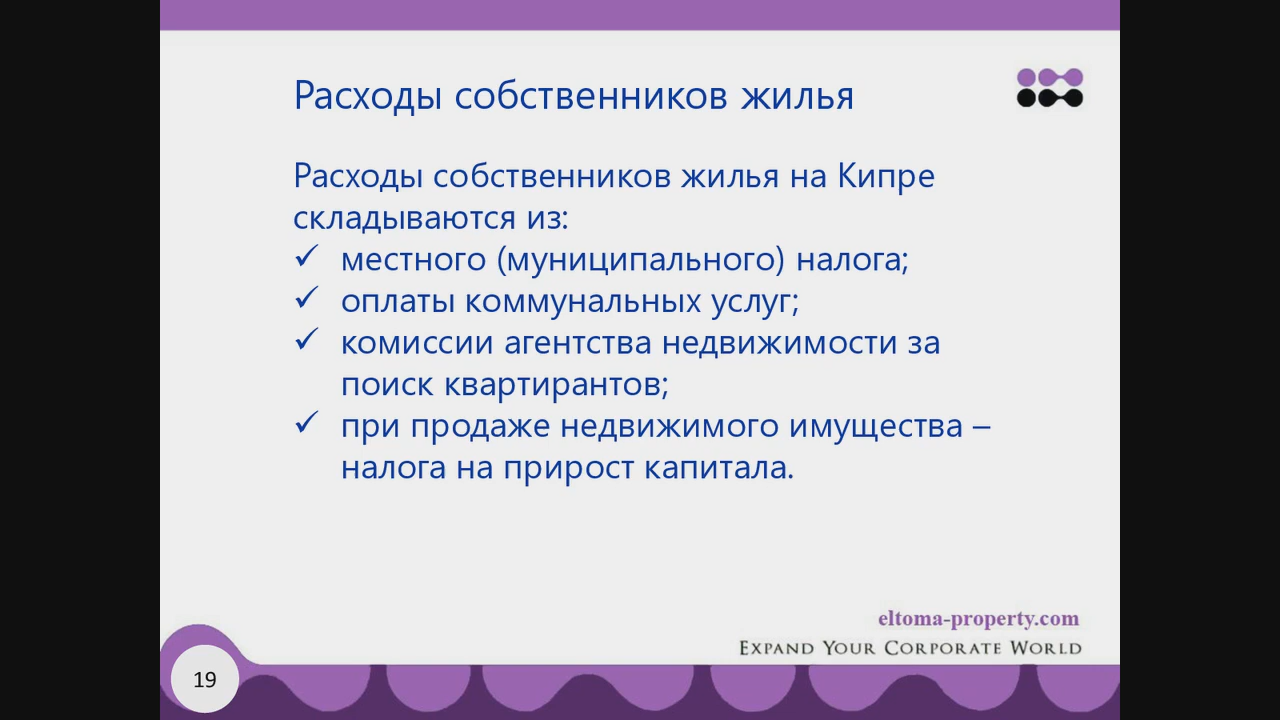 Расходы собственников жилья
Расходы собственников жилья на Кипре
складываются из:
✓ местного (муниципального) налога;
✓ оплаты коммунальных услуг;
✓ комиссии агентства недвижимости за
поиск квартирантов;
✓ при продаже недвижимого имущества –
налога на прирост капитала.
eltoma-property.com
EXPAND YOUR CORPORATE WORLD
19